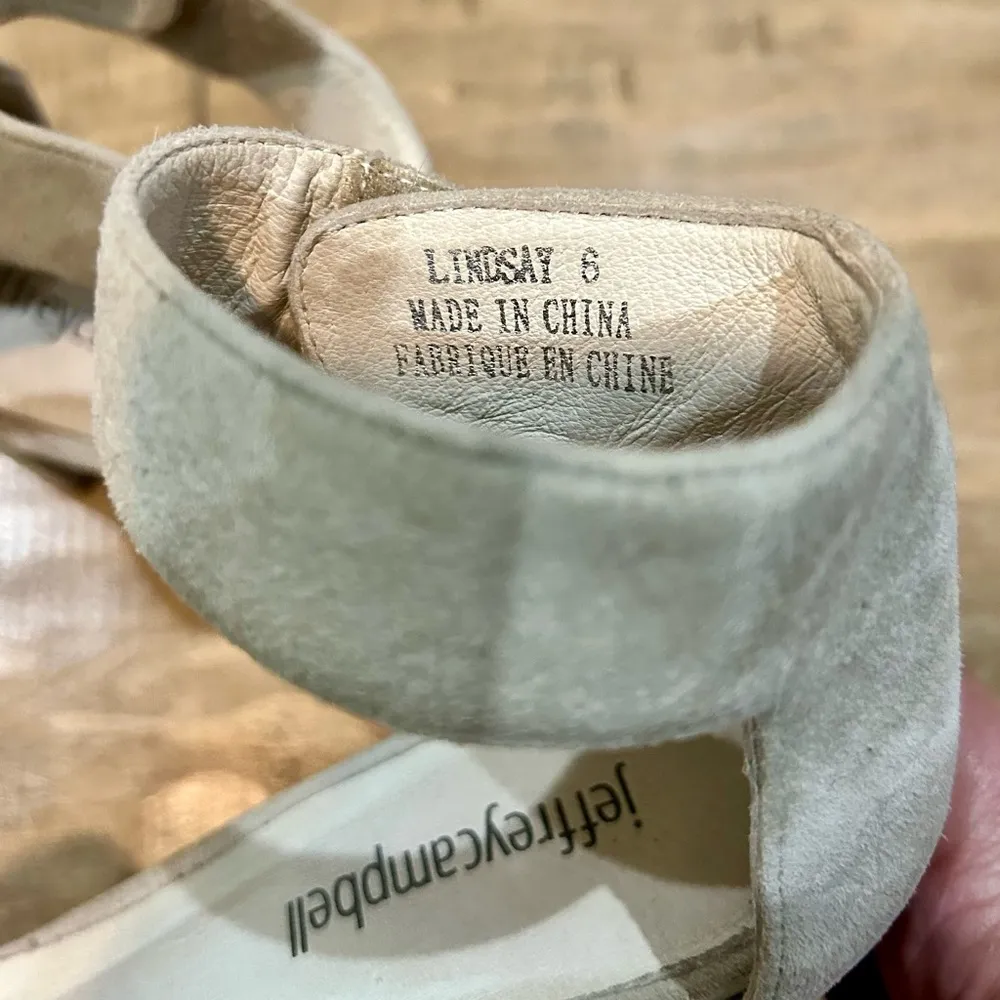 LINDSAY 6
MADE IN CHINA
FABRIQUE EN CHINE
jeffreycampbell